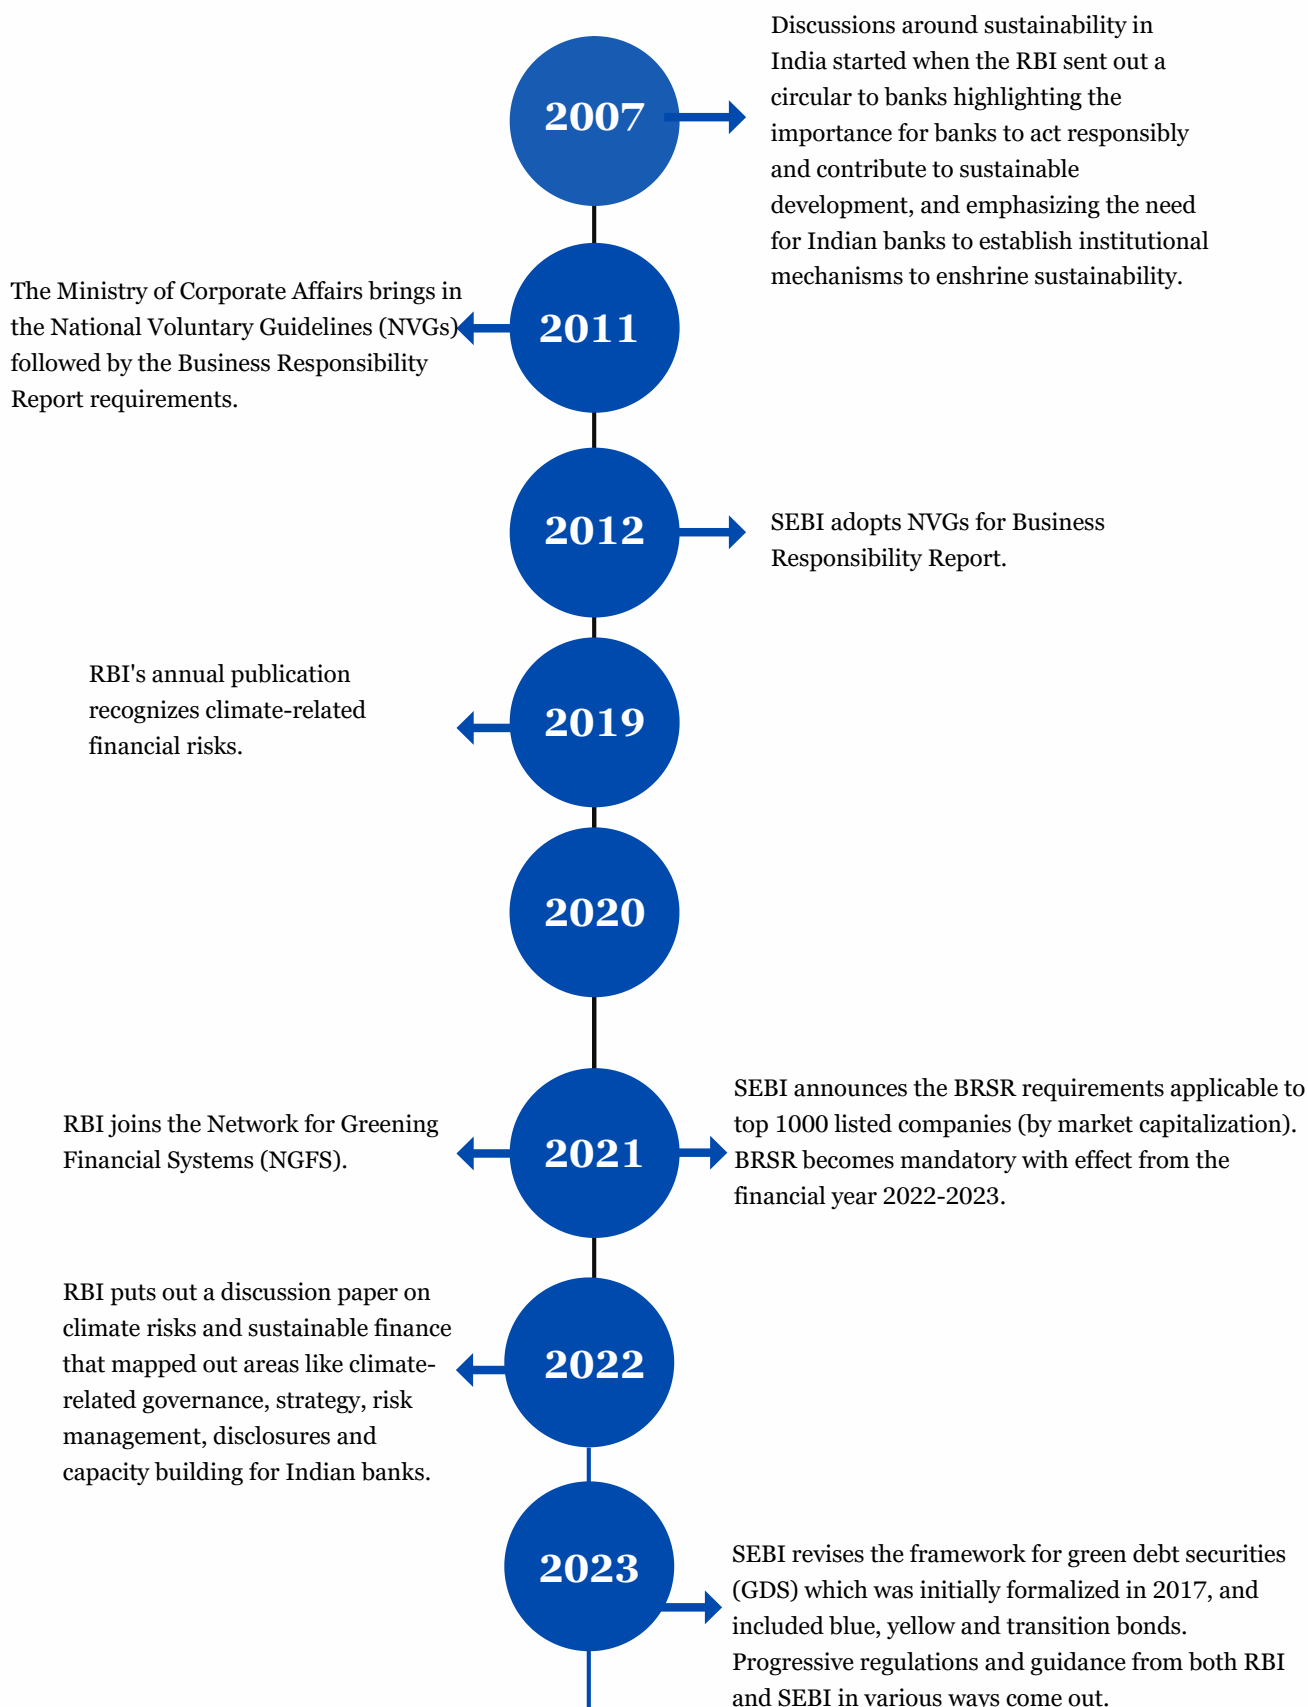 2007
Discussions around sustainability in
India started when the RBI sent out a
circular to banks highlighting the
importance for banks to act responsibly
and contribute to sustainable
development, and emphasizing the need
for Indian banks to establish institutional
mechanisms to enshrine sustainability.
2011
The Ministry of Corporate Affairs brings in
the National Voluntary Guidelines (NVGs)
followed by the Business Responsibility
Report requirements.
2012
SEBI adopts NVGs for Business
Responsibility Report.
2019
RBI's annual publication
recognizes climate-related
financial risks.
2020
2021
RBI joins the Network for Greening
Financial Systems (NGFS).
SEBI announces the BRSR requirements applicable to
top 1000 listed companies (by market capitalization).
BRSR becomes mandatory with effect from the
financial year 2022-2023.
2022
RBI puts out a discussion paper on
climate risks and sustainable finance
that mapped out areas like climate-
related governance, strategy, risk
management, disclosures and
capacity building for Indian banks.
2023
SEBI revises the framework for green debt securities
(GDS) which was initially formalized in 2017, and
included blue, yellow and transition bonds.
Progressive regulations and guidance from both RBI
and SEBI in various ways come out.